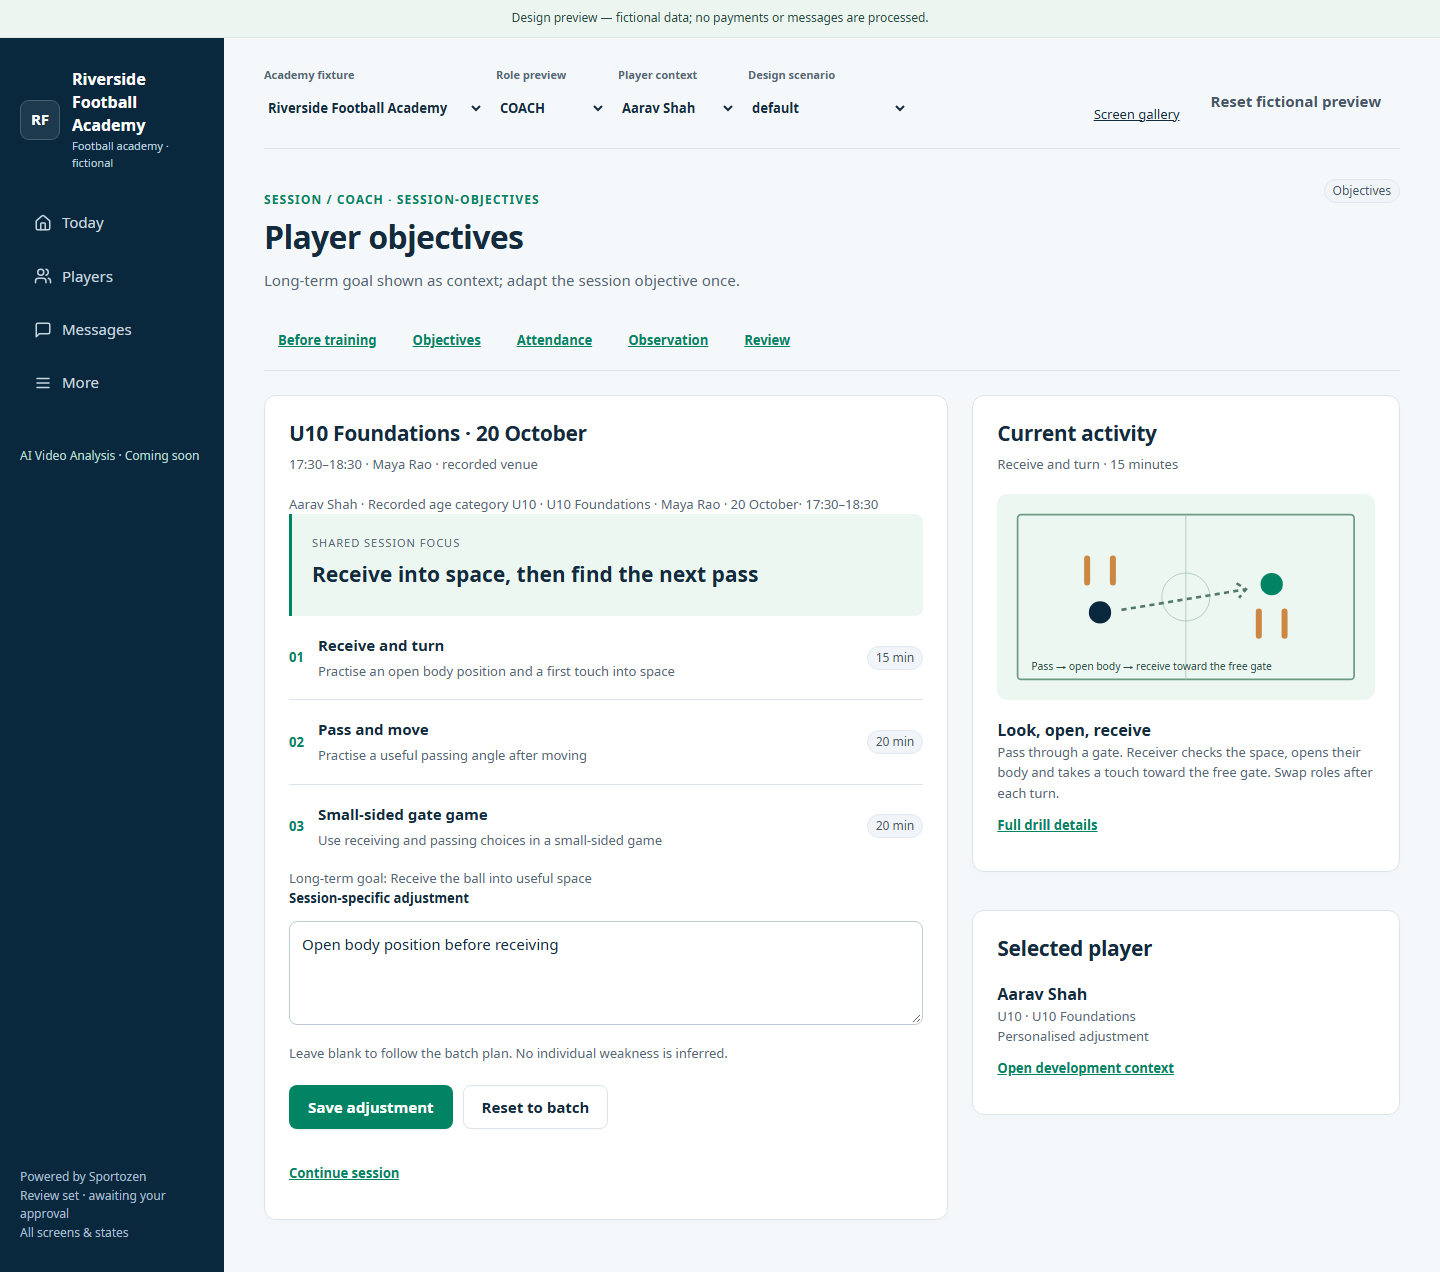 Design preview — fictional data; no payments or messages are processed.
RF
Riverside
Football
Academy
Football academy ·
fictional
Today
Players
Messages
More
AI Video Analysis · Coming soon
Powered by Sportozen
Review set · awaiting your
approval
All screens & states
Academy fixture
Riverside Football Academy
Role preview
COACH
Player context
Aarav Shah
Design scenario
default
Screen gallery
Reset fictional preview
SESSION / COACH · SESSION-OBJECTIVES
Objectives
Player objectives
Long-term goal shown as context; adapt the session objective once.
Before training
Objectives
Attendance
Observation
Review
U10 Foundations · 20 October
17:30–18:30 · Maya Rao · recorded venue
Aarav Shah · Recorded age category U10 · U10 Foundations · Maya Rao · 20 October· 17:30–18:30
SHARED SESSION FOCUS
Receive into space, then find the next pass
01
Receive and turn
Practise an open body position and a first touch into space
15 min
02
Pass and move
Practise a useful passing angle after moving
20 min
03
Small-sided gate game
Use receiving and passing choices in a small-sided game
20 min
Long-term goal: Receive the ball into useful space
Session-specific adjustment
Open body position before receiving
Leave blank to follow the batch plan. No individual weakness is inferred.
Save adjustment
Reset to batch
Continue session
Current activity
Receive and turn · 15 minutes
Pass → open body → receive toward the free gate
Look, open, receive
Pass through a gate. Receiver checks the space, opens their
body and takes a touch toward the free gate. Swap roles after
each turn.
Full drill details
Selected player
Aarav Shah
U10 · U10 Foundations
Personalised adjustment
Open development context